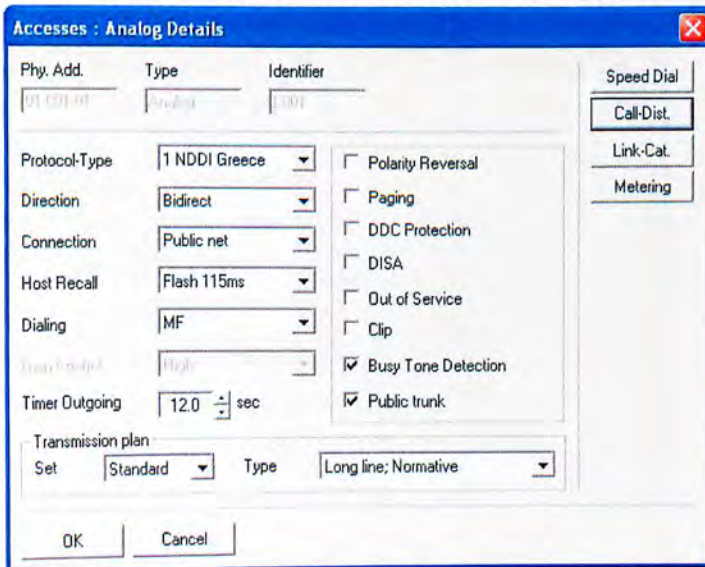 Accesses : Analog Details
Phy. Add. Type Identifier
Analog
Speed Dial
Call-Dist.
Link-Cat.
Metering
Protocol-Type 1 NDDI Greece
Direction Bidirect
Connection Public net
Host Recall Flash 115ms
Dialing MF
High
Timer Outgoing 12.0 sec
Polarity Reversal
Paging
DDC Protection
DISA
Out of Service
Clip
Busy Tone Detection
Public trunk
Transmission plan
Set Standard Type Long line; Normative
OK Cancel